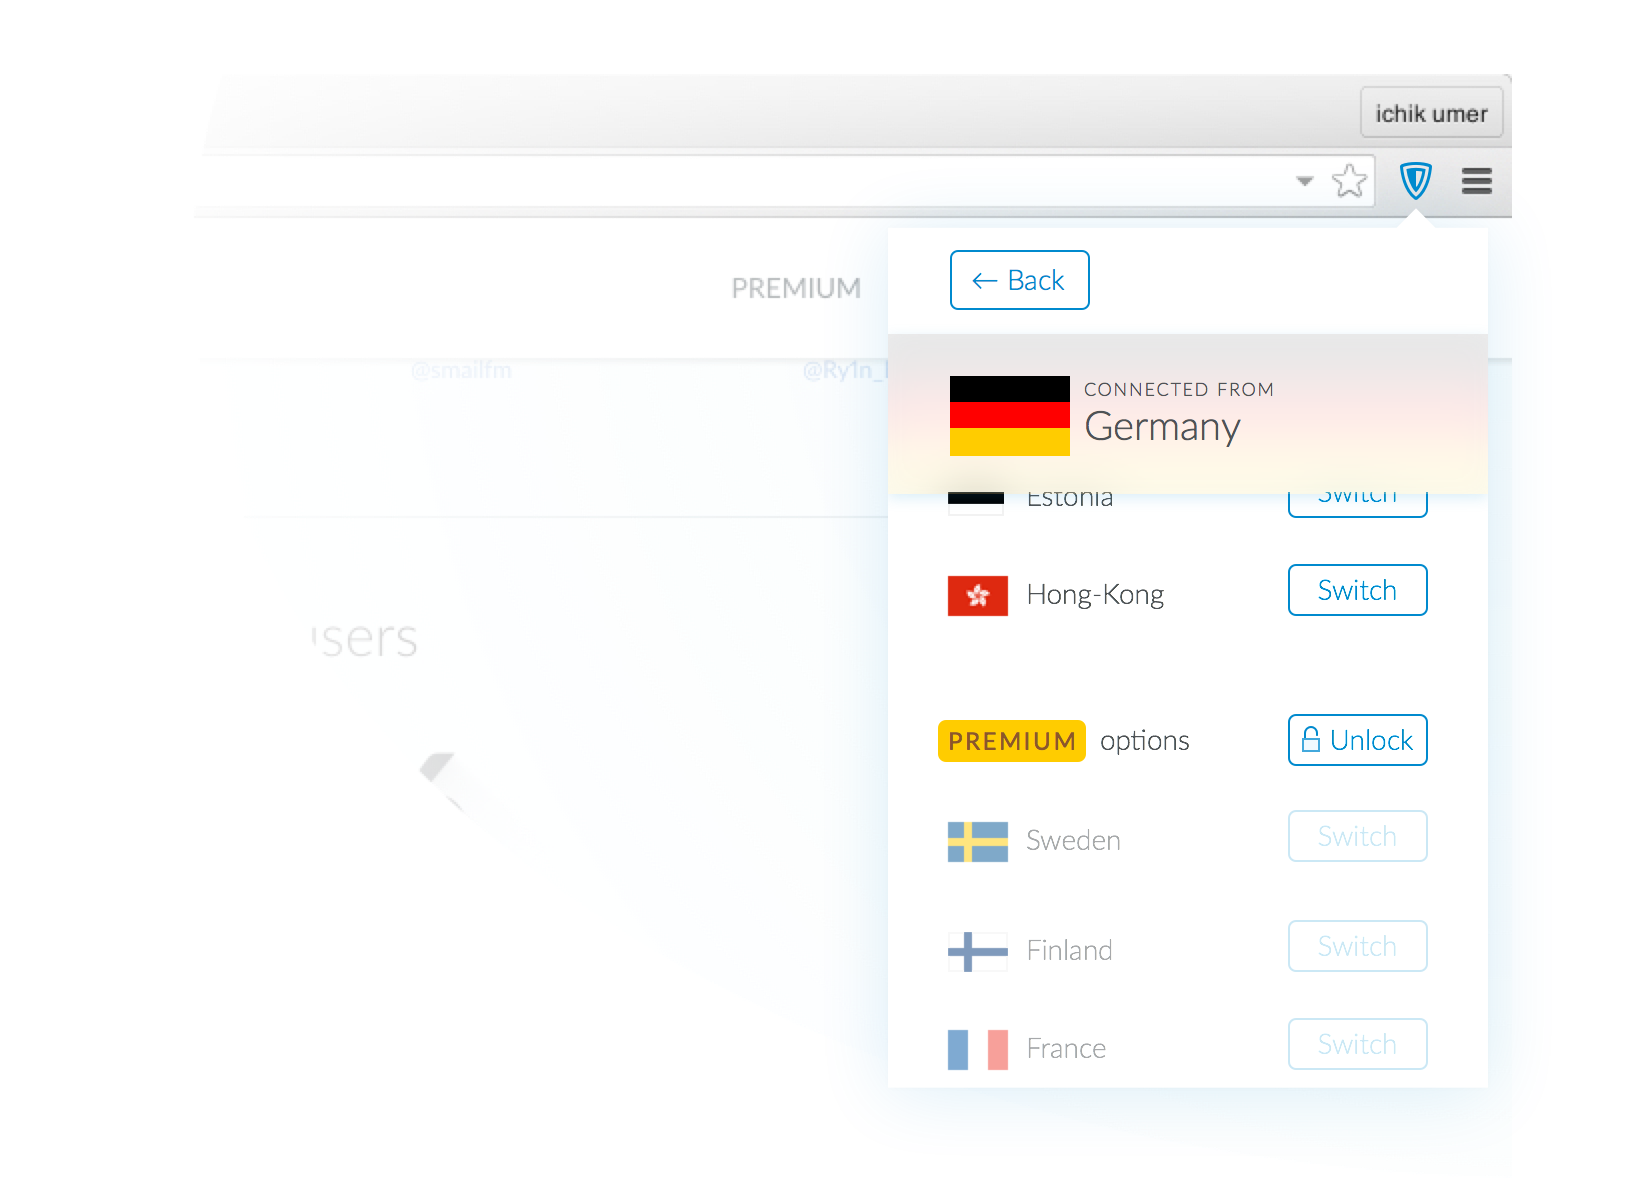 ichik umer
PREMIUM
← Back
@smailfm
@Ry1n_
CONNECTED FROM
Germany
Estonia
Switch
Hong-Kong
Switch
users
PREMIUM options
Unlock
Sweden
Switch
Finland
Switch
France
Switch